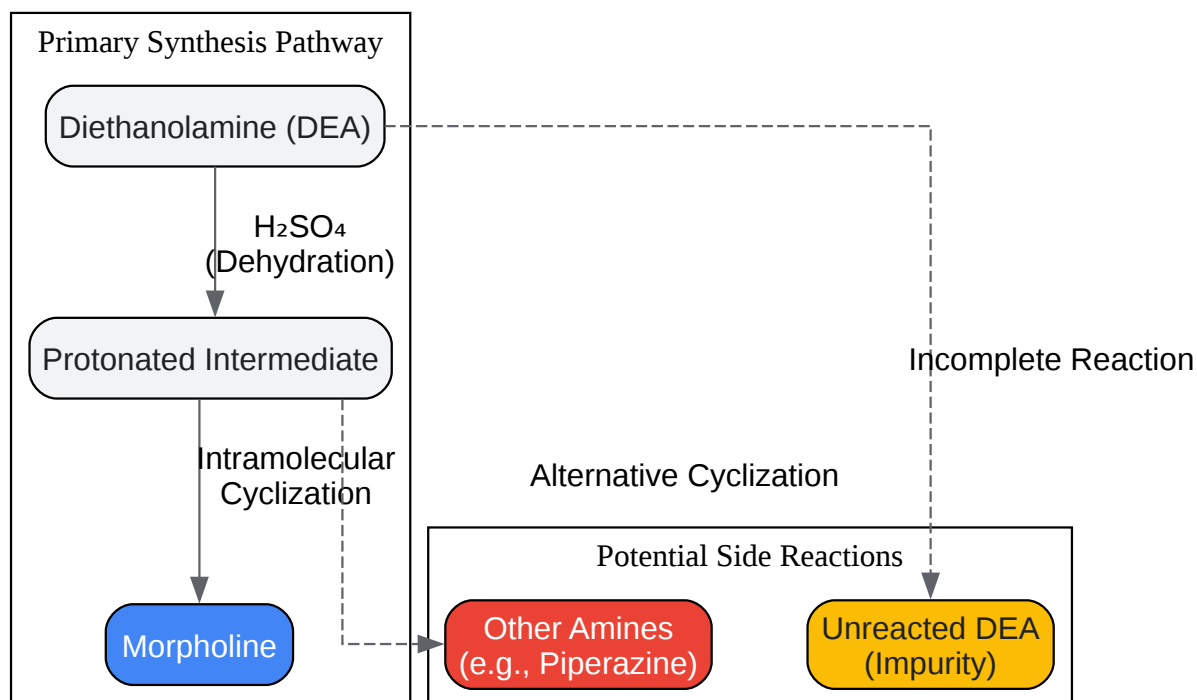 Primary Synthesis Pathway
Diethanolamine (DEA)
H₂SO₄
(Dehydration)
Protonated Intermediate
Incomplete Reaction
Intramolecular
Cyclization
Alternative Cyclization
Potential Side Reactions
Morpholine
Other Amines
(e.g., Piperazine)
Unreacted DEA
(Impurity)